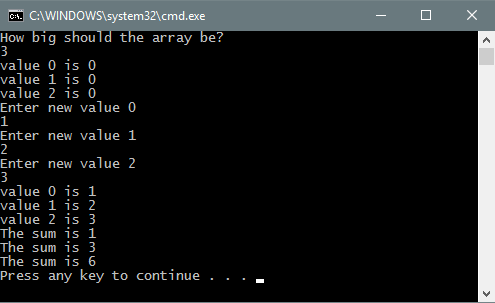 C:\WINDOWS\system32\cmd.exe
How big should the array be?
3
value 0 is 0
value 1 is 0
value 2 is 0
Enter new value 0
1
Enter new value 1
2
Enter new value 2
3
value 0 is 1
value 1 is 2
value 2 is 3
The sum is 1
The sum is 3
The sum is 6
Press any key to continue . . .